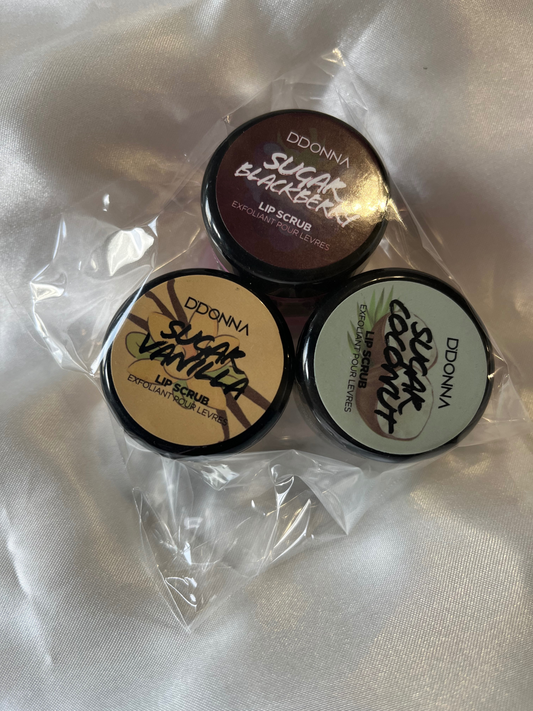 DDONNA
SUGAR
BLACKBERRY
LIP SCRUB
EXFOLIANT POUR LEVRES
DDONNA
SUGAR
VANILLA
LIP SCRUB
EXFOLIANT POUR LEVRES
DDONNA
SUGAR
COCONUT
LIP SCRUB
EXFOLIANT POUR LEVRES